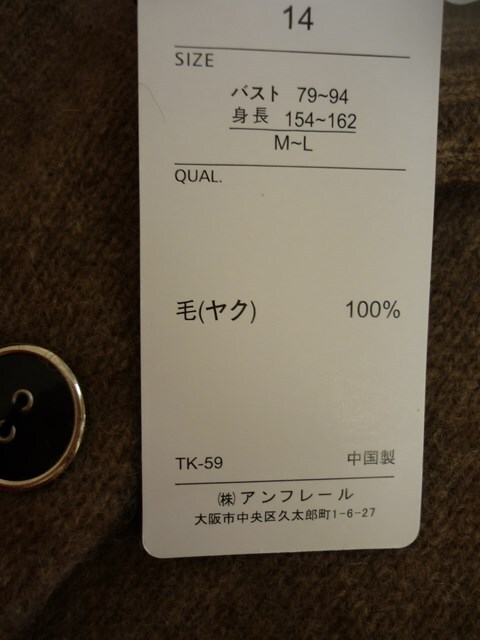 14
SIZE
バスト 79~94
身長 154~162
M~L
QUAL.
毛(ヤク) 100%
TK-59 中国製
㈱ アンフレール
大阪市中央区久太郎町1-6-27